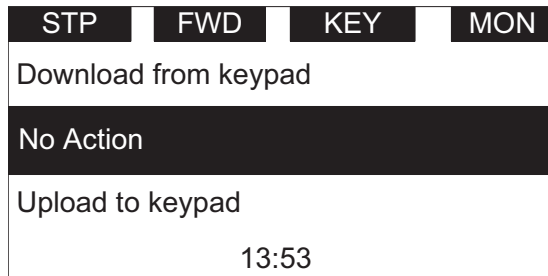 STP FWD KEY MON
Download from keypad
No Action
Upload to keypad
13:53